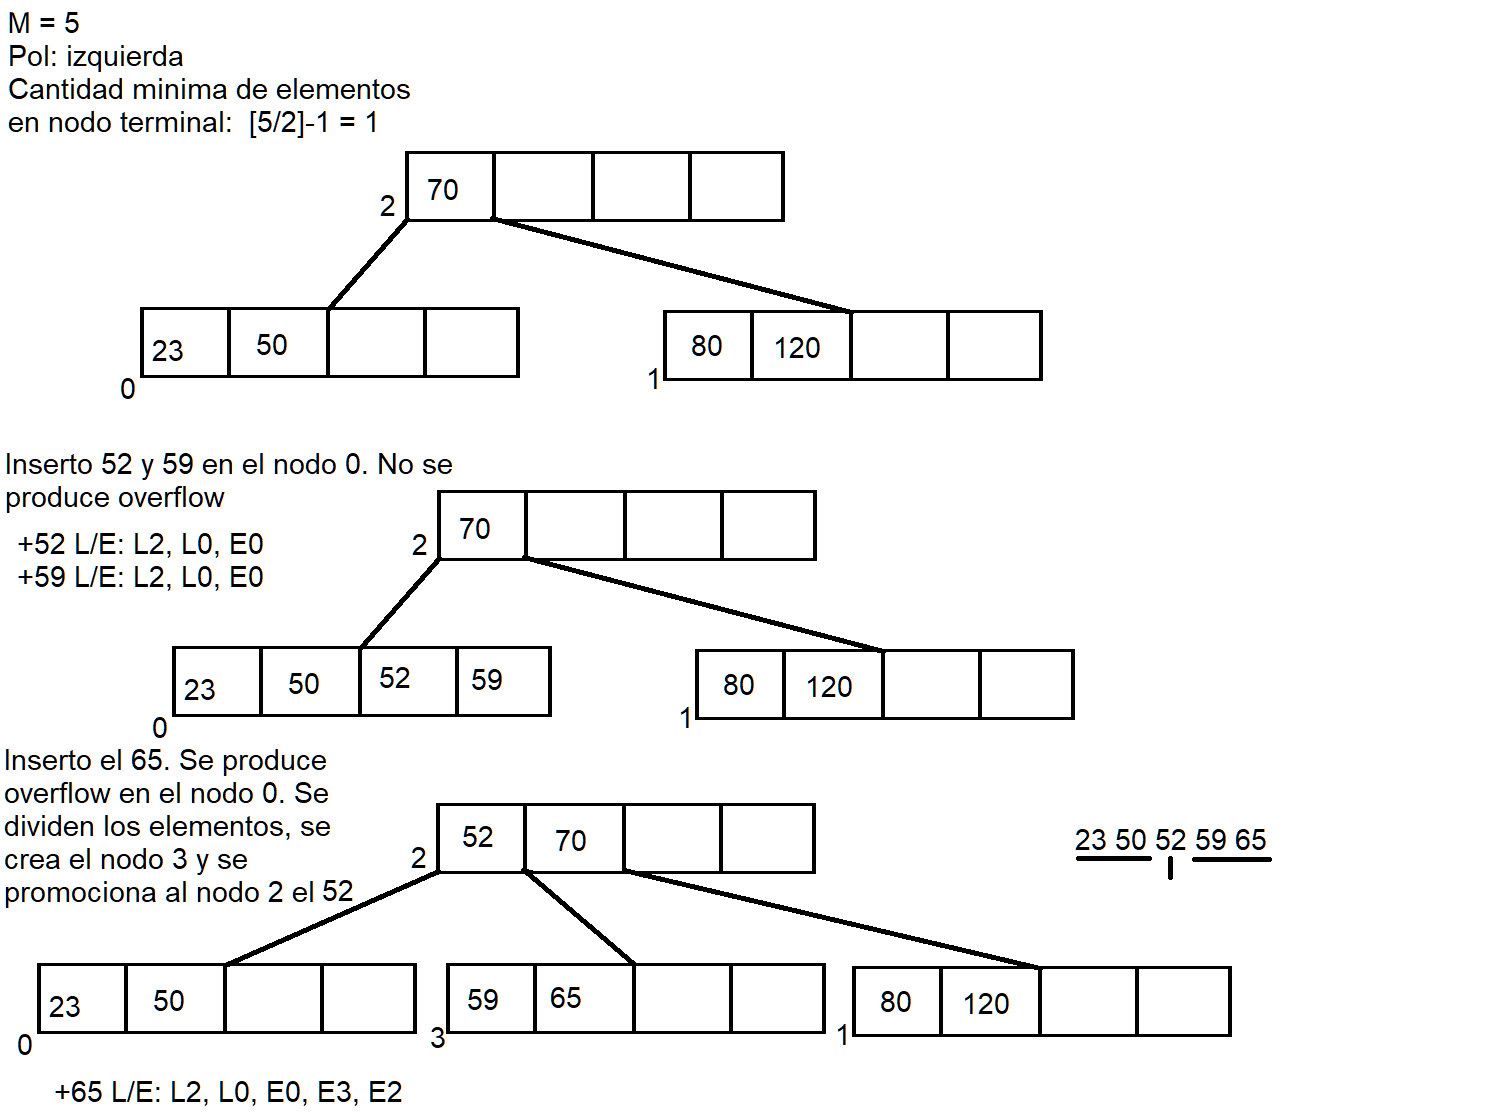 M = 5
Pol: izquierda
Cantidad minima de elementos
en nodo terminal: [5/2]-1 = 1
2 70
23 50
0
80 120
1
Inserto 52 y 59 en el nodo 0. No se
produce overflow
+52 L/E: L2, L0, E0
+59 L/E: L2, L0, E0
2 70
23 50 52 59
0
80 120
1
Inserto el 65. Se produce
overflow en el nodo 0. Se
dividen los elementos, se
crea el nodo 3 y se
promociona al nodo 2 el 52
2 52 70
23 50 52 59 65
23 50
0
59 65
3
80 120
1
+65 L/E: L2, L0, E0, E3, E2